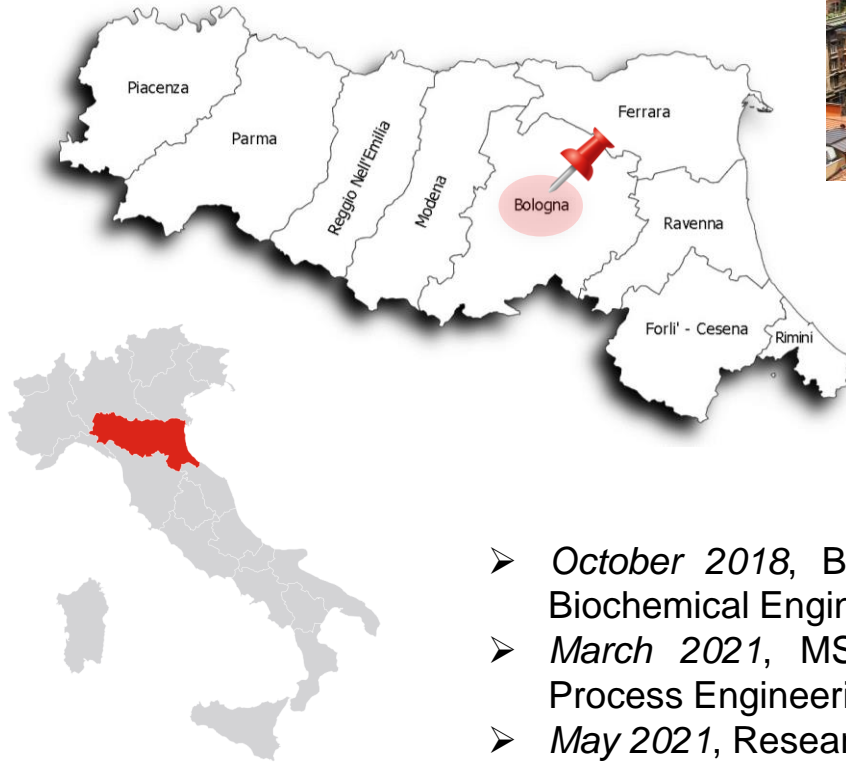 Piacenza
Parma
Reggio Nell'Emilia
Modena
Bologna
Ferrara
Ravenna
Forli' - Cesena
Rimini
➢ October 2018, B
Biochemical Engin
➢ March 2021, MS
Process Engineeri
➢ May 2021, Resear